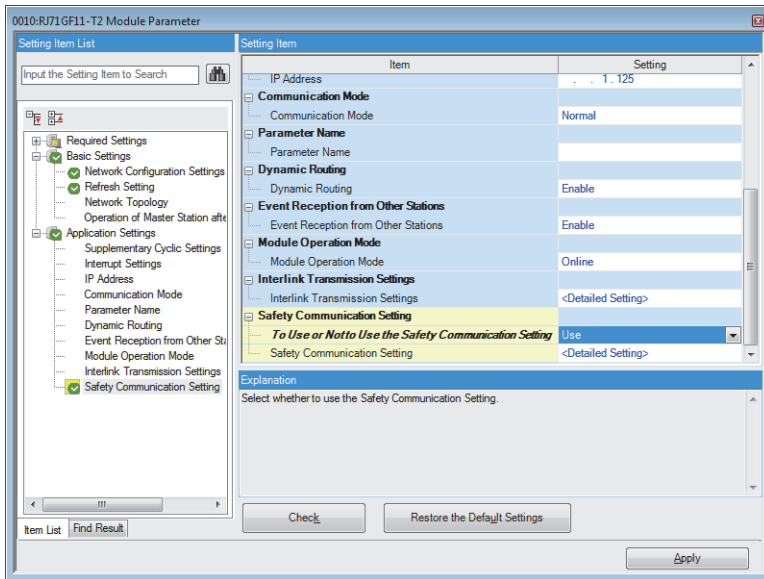 0010:RJ71GF11-T2 Module Parameter
Setting Item List
Input the Setting Item to Search
Required Settings
Basic Settings
Network Configuration Settings
Refresh Setting
Network Topology
Operation of Master Station afte
Application Settings
Supplementary Cyclic Settings
Interrupt Settings
IP Address
Communication Mode
Parameter Name
Dynamic Routing
Event Reception from Other Sta
Module Operation Mode
Interlink Transmission Settings
Safety Communication Setting
Item List Find Result
Setting Item
Item Setting
IP Address . . 1 . 125
Communication Mode
Communication Mode Normal
Parameter Name
Parameter Name
Dynamic Routing
Dynamic Routing Enable
Event Reception from Other Stations
Event Reception from Other Stations Enable
Module Operation Mode
Module Operation Mode Online
Interlink Transmission Settings
Interlink Transmission Settings <Detailed Setting>
Safety Communication Setting
To Use or Notto Use the Safety Communication Setting Use
Safety Communication Setting <Detailed Setting>
Explanation
Select whether to use the Safety Communication Setting.
Check Restore the Default Settings
Apply